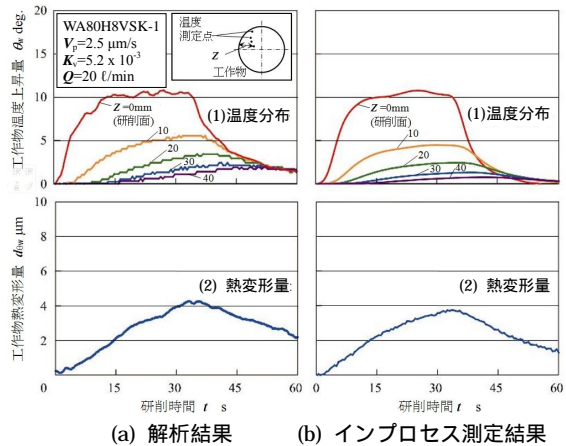 WA80H8VSK-1
Vp=2.5 μm/s
Kv=5.2 x 10-3
Q=20 ℓ/min
温度
測定点
Z
工作物
工作物温度上昇量 θw deg.
20
15
10
5
0
Z=0mm
(研削面)
10
20
30
40
(1)温度分布
Z=0mm
(研削面)
10
20
30
40
(1)温度分布
工作物熱変形量 dθw μm
10
8
6
4
2
(2) 熱変形量
(2) 熱変形量
0 15 30 45 60
0 15 30 45 60
研削時間 t s
研削時間 t s
(a) 解析結果
(b) インプロセス測定結果